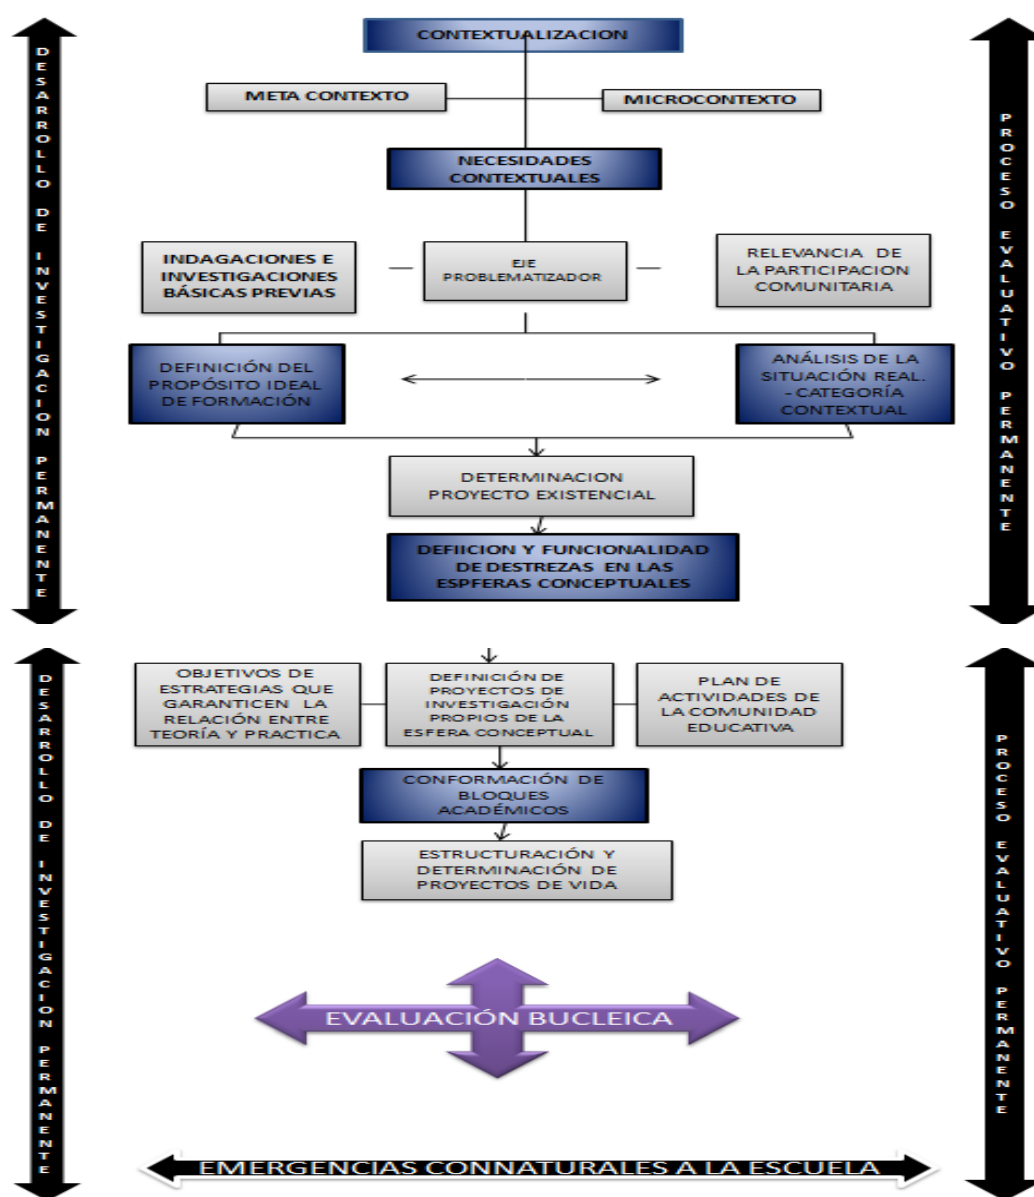 CONTEXTUALIZACION
META CONTEXTO
MICROCONTEXTO
NECESIDADES
CONTEXTUALES
INDAGACIONES E
INVESTIGACIONES
BÁSICAS PREVIAS
EJE
PROBLEMATIZADOR
RELEVANCIA DE
LA PARTICIPACION
COMUNITARIA
DEFINICIÓN DEL
PROPÓSITO IDEAL
DE FORMACIÓN
ANÁLISIS DE LA
SITUACIÓN REAL.
- CATEGORÍA
CONTEXTUAL
DETERMINACION
PROYECTO EXISTENCIAL
DEFIICION Y FUNCIONALIDAD
DE DESTREZAS EN LAS
ESPFERAS CONCEPTUALES
DESARROLLO DE INVESTIGACION PERMANENTE
PROCESO EVALUATIVO PERMANENTE
OBJETIVOS DE
ESTRATEGIAS QUE
GARANTICEN LA
RELACIÓN ENTRE
TEORÍA Y PRACTICA
DEFINICIÓN DE
PROYECTOS DE
INVESTIGACIÓN
PROPIOS DE LA
ESFERA CONCEPTUAL
PLAN DE
ACTIVIDADES DE
LA COMUNIDAD
EDUCATIVA
CONFORMACIÓN DE
BLOQUES
ACADÉMICOS
ESTRUCTURACIÓN Y
DETERMINACIÓN DE
PROYECTOS DE VIDA
EVALUACIÓN BUCLEICA
DESARROLLO DE INVESTIGACION PERMANENTE
PROCESO EVALUATIVO PERMANENTE
EMERGENCIAS CONNATURALES A LA ESCUELA